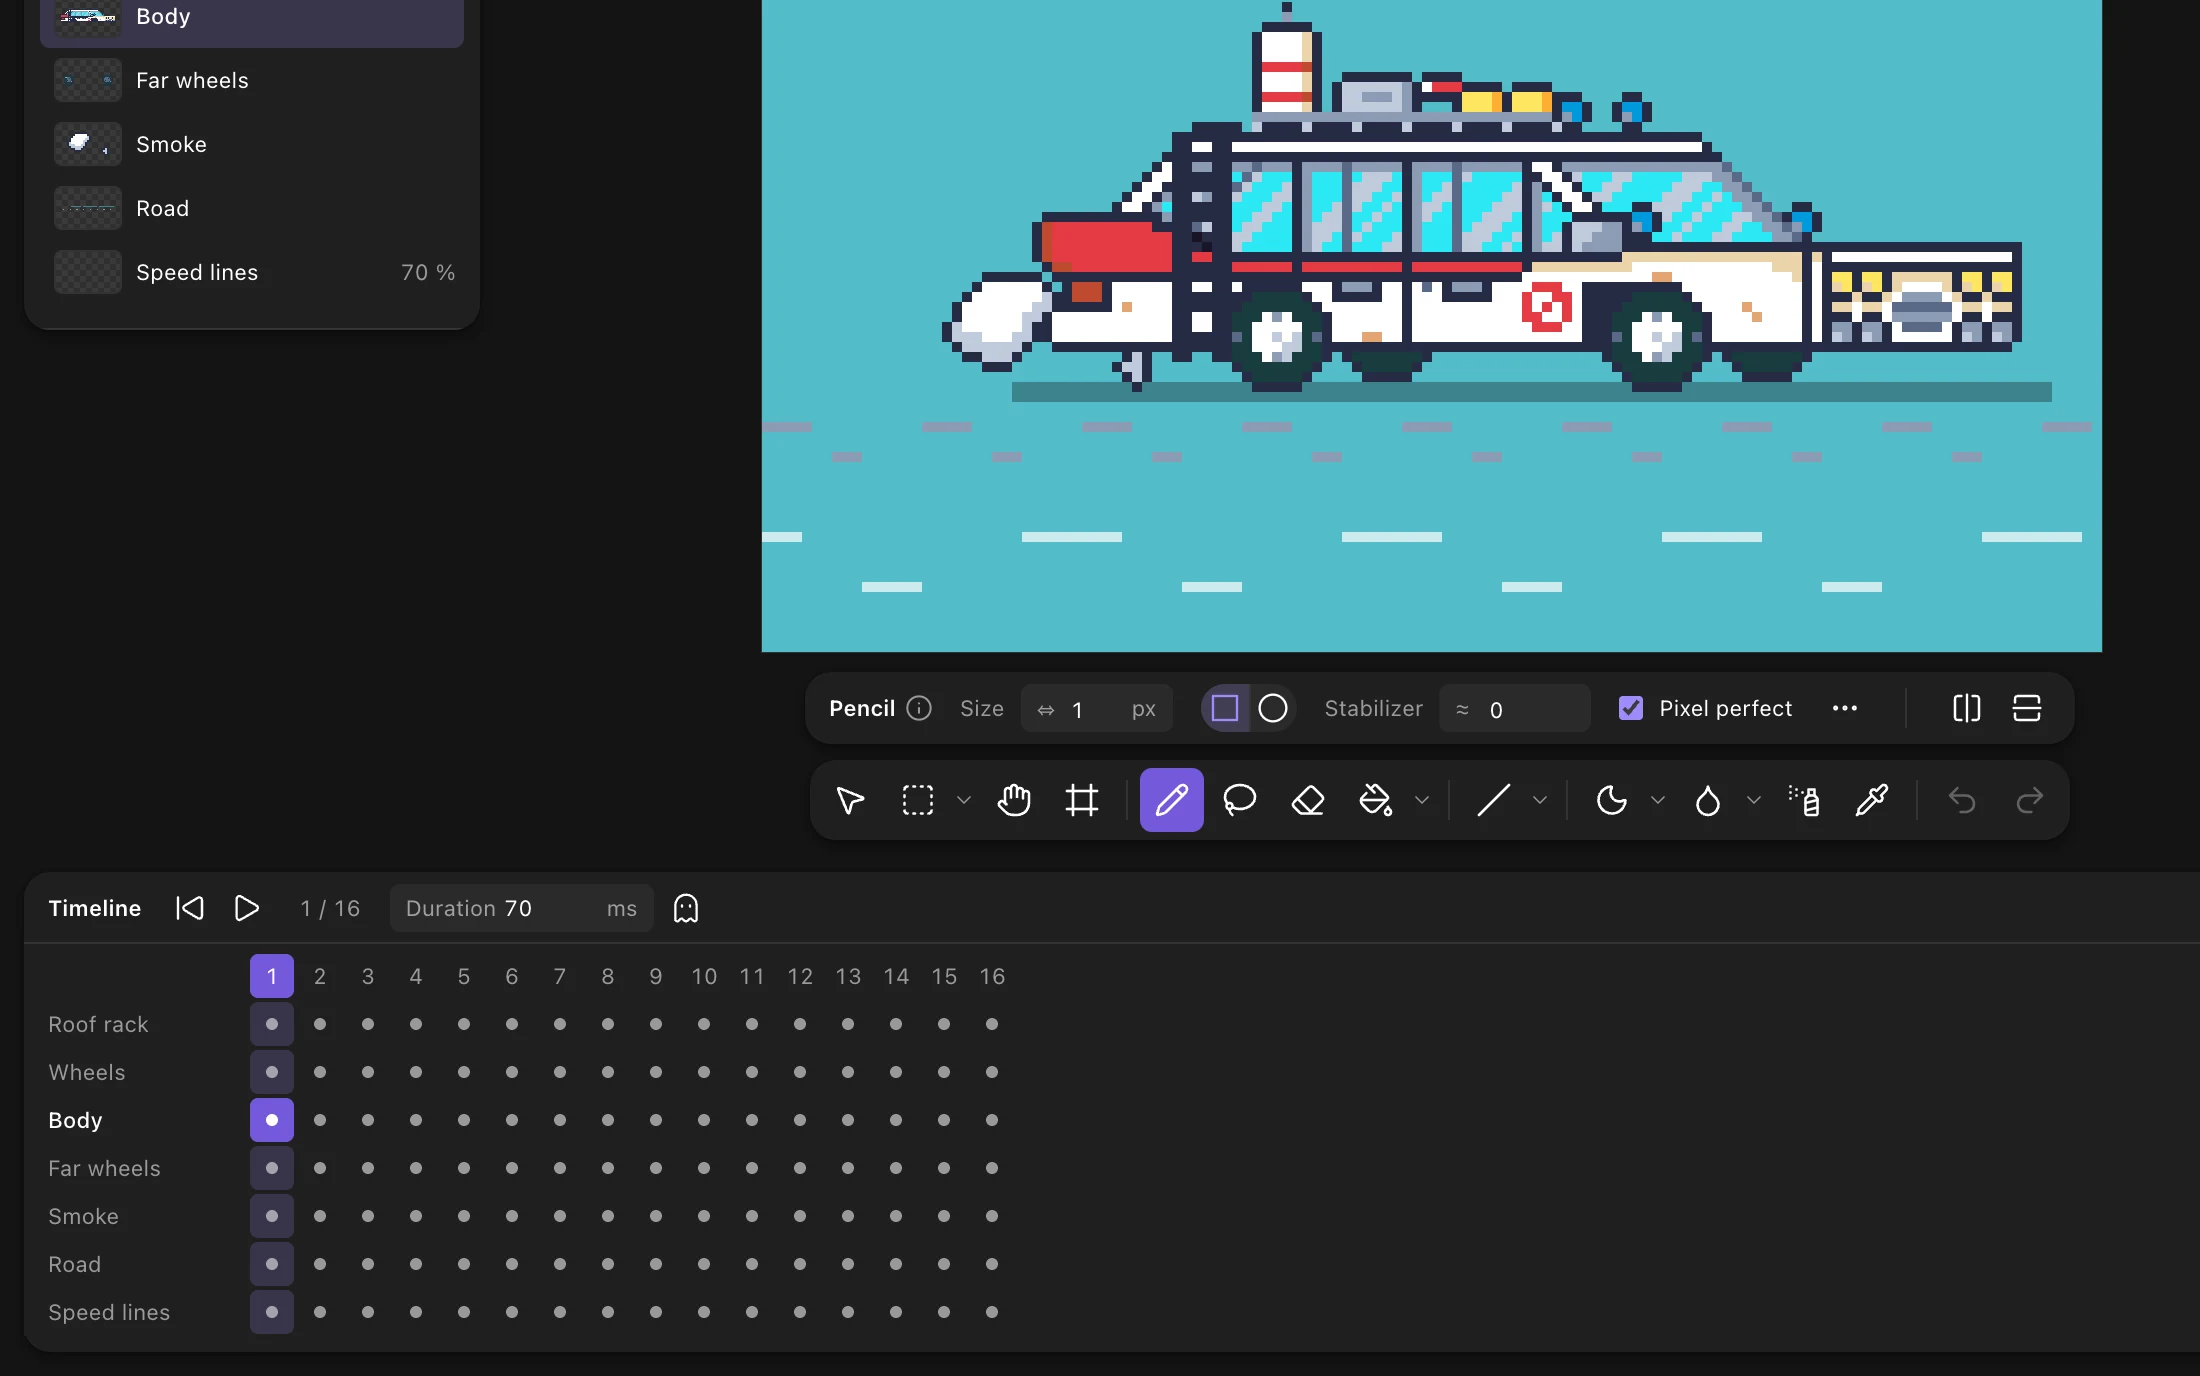 Body
Far wheels
Smoke
Road
Speed lines 70 %
Pencil Size 1 px Stabilizer 0 Pixel perfect
Timeline 1 / 16 Duration 70 ms
1 2 3 4 5 6 7 8 9 10 11 12 13 14 15 16
Roof rack
Wheels
Body
Far wheels
Smoke
Road
Speed lines